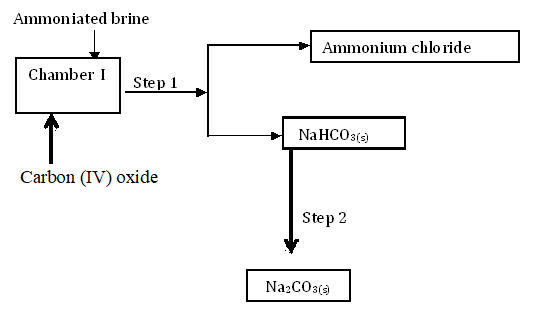 Ammoniated brine
Chamber I
Step 1
Ammonium chloride
NaHCO₃₍ₛ₎
Carbon (IV) oxide
Step 2
Na₂CO₃₍ₛ₎